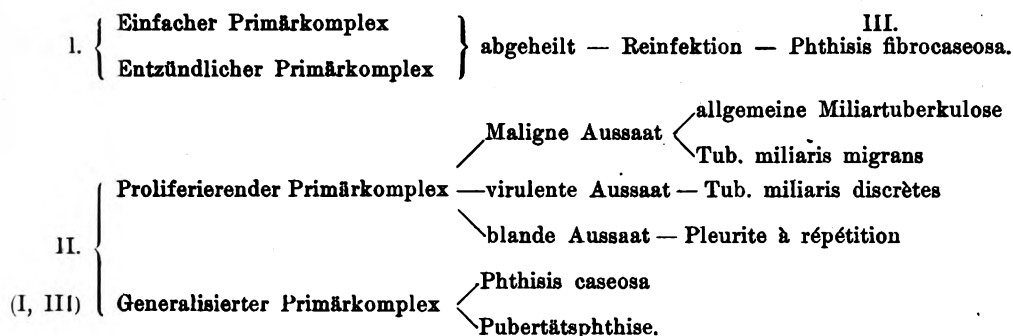 III.
I. { Einfacher Primärkomplex
Entzündlicher Primärkomplex } abgeheilt — Reinfektion — Phthisis fibrocaseosa.
allgemeine Miliartuberkulose
Maligne Aussaat
Tub. miliaris migrans
II. { Proliferierender Primärkomplex — virulente Aussaat — Tub. miliaris discrètes
blande Aussaat — Pleurite à répétition
Phthisis caseosa
(I, III) Generalisierter Primärkomplex
Pubertätsphthise.